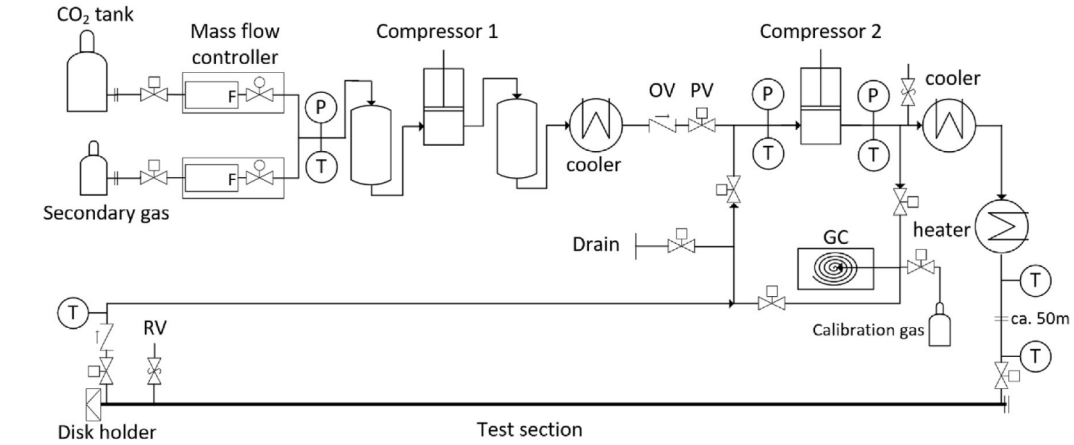 CO₂ tank
Mass flow
controller
Compressor 1
Compressor 2
F
P
T
OV PV
P
T
P
T
cooler
cooler
F
Secondary gas
Drain
GC
heater
T
Calibration gas
ca. 50m
T
T
RV
Disk holder
Test section